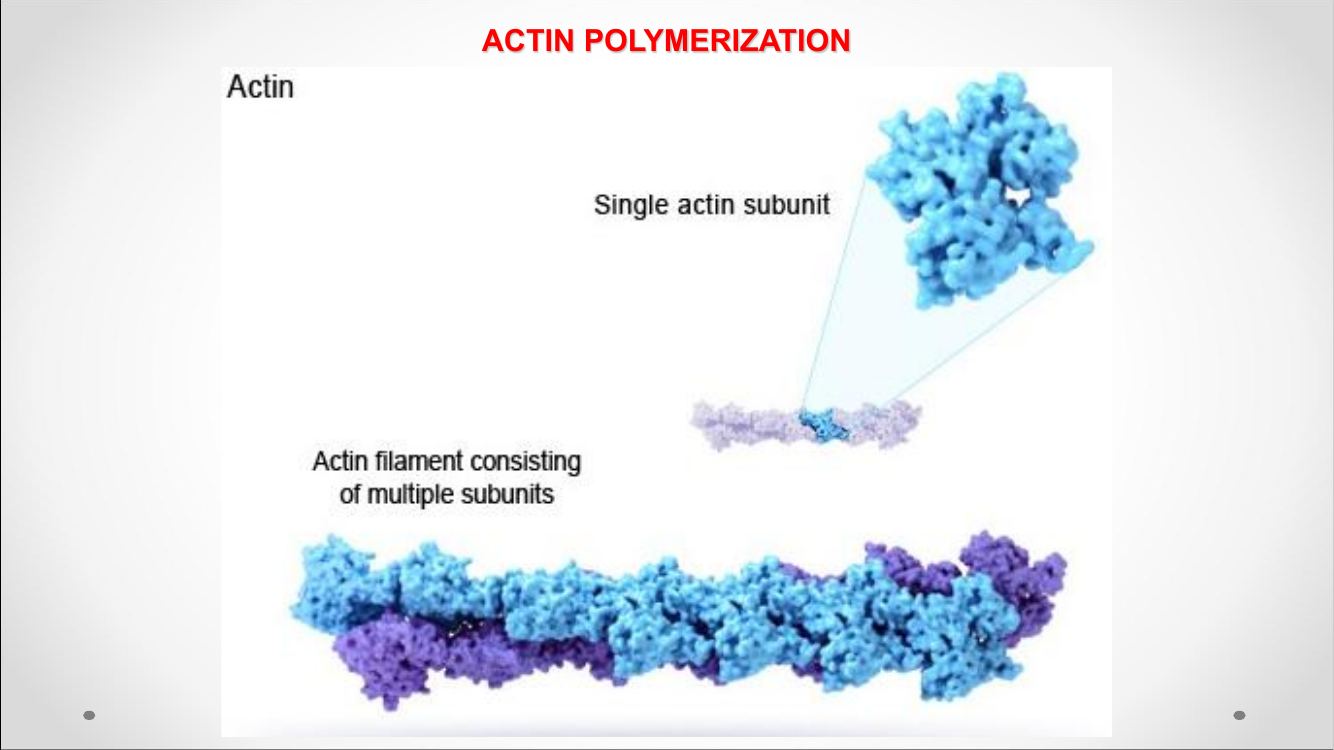 ACTIN POLYMERIZATION
Actin
Single actin subunit
Actin filament consisting
of multiple subunits